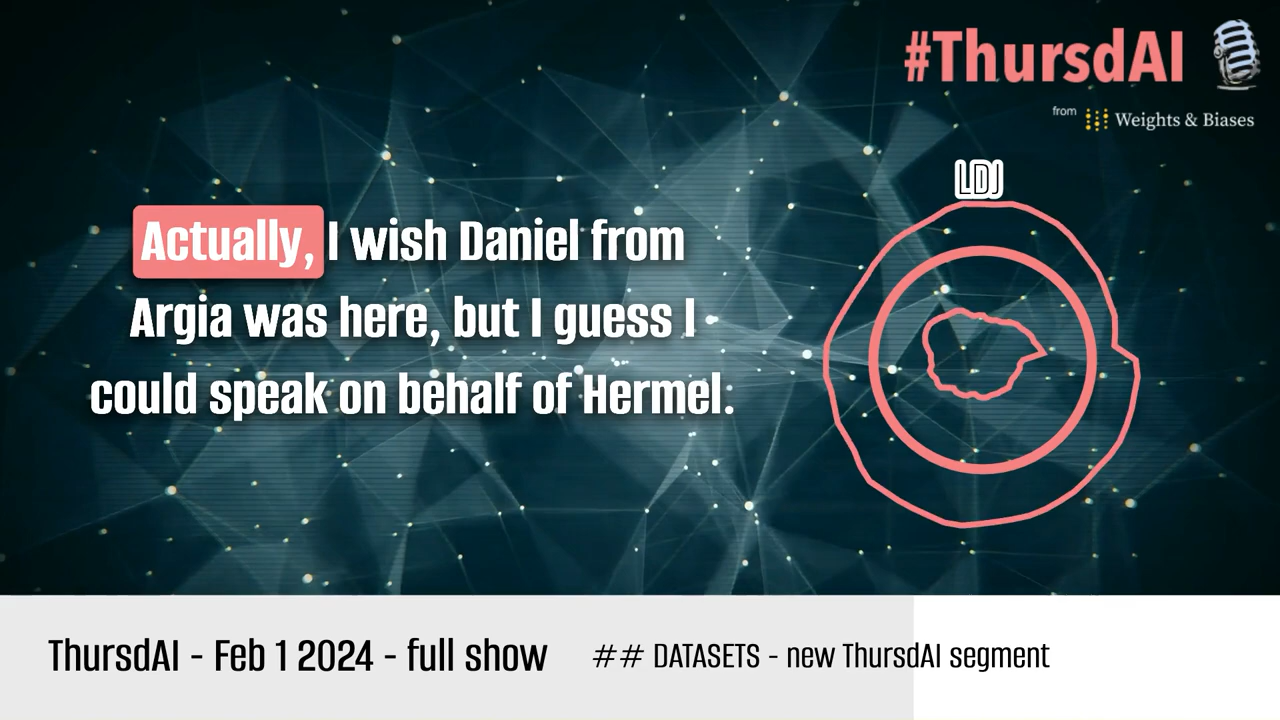 #ThursdAI
from Weights & Biases
LDJ
Actually, I wish Daniel from
Argia was here, but I guess I
could speak on behalf of Hermel.
ThursdAI - Feb 1 2024 - full show
## DATASETS - new ThursdAI segment